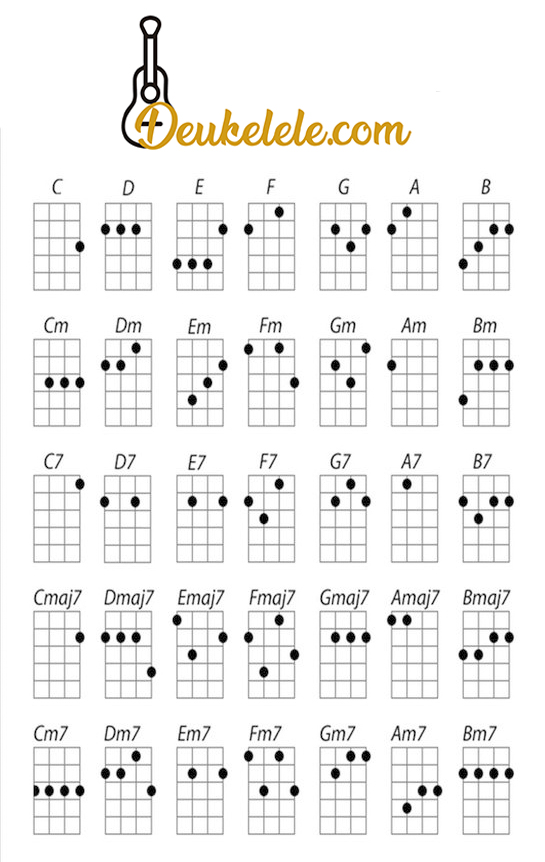 Deukelele.com
C D E F G A B
Cm Dm Em Fm Gm Am Bm
C7 D7 E7 F7 G7 A7 B7
Cmaj7 Dmaj7 Emaj7 Fmaj7 Gmaj7 Amaj7 Bmaj7
Cm7 Dm7 Em7 Fm7 Gm7 Am7 Bm7